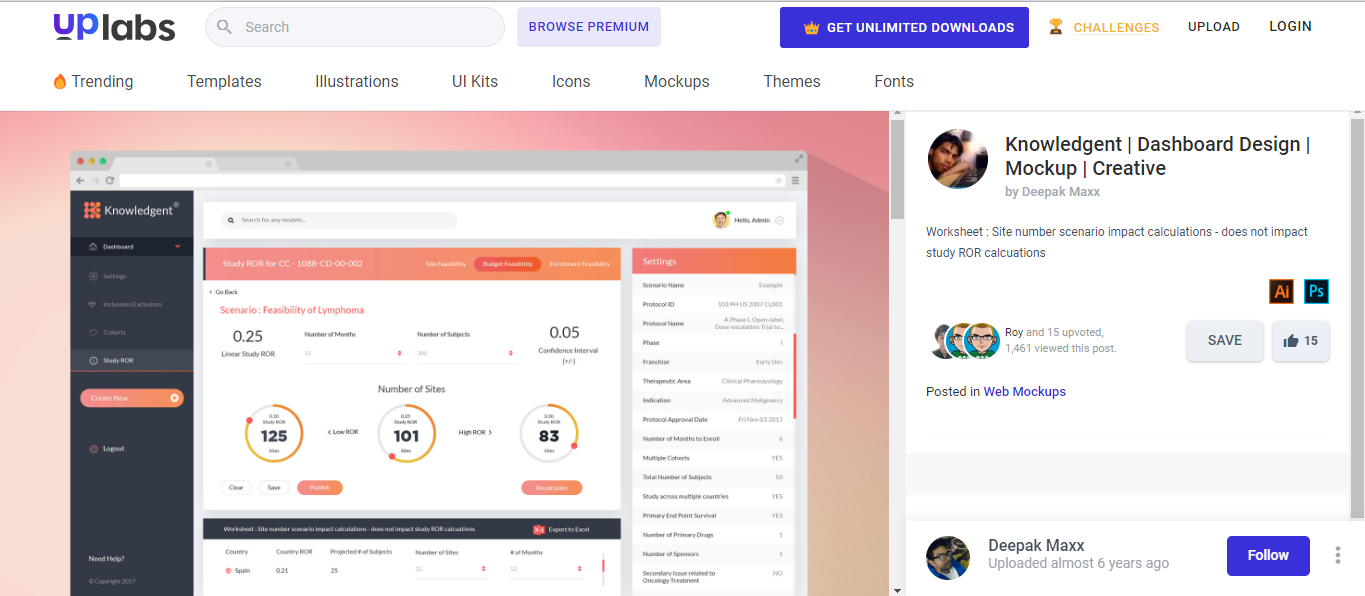 uplabs
Search
BROWSE PREMIUM
GET UNLIMITED DOWNLOADS
CHALLENGES
UPLOAD
LOGIN
Trending
Templates
Illustrations
UI Kits
Icons
Mockups
Themes
Fonts
Knowledgent®
Dashboard
Settings
Inclusions/Exclusions
Cohorts
Study ROR
Create New
Logout
Need Help?
© Copyright 2017
Search for any models...
Hello, Admin
Study ROR for CC - 1088-CD-00-002
Site Feasibility
Budget Feasibility
Enrollment Feasibility
< Go Back
Scenario : Feasibility of Lymphoma
0.25
Linear Study ROR
Number of Months
12
Number of Subjects
200
0.05
Confidence Interval
(+/-)
Number of Sites
0.20
Study ROR
125
Sites
< Low ROR
0.25
Study ROR
101
Sites
High ROR >
0.30
Study ROR
83
Sites
Clear
Save
Publish
Recalculate
Worksheet : Site number scenario impact calculations - does not impact study ROR calcuations
Export to Excel
Country
Country ROR
Projected # of Subjects
Number of Sites
# of Months
Spain
0.21
25
12
12
Settings
Scenario Name Example
Protocol ID 103 PH US 2007 CL001
Protocol Name A Phase I, Open-label,
Dose-escalation Trial to...
Phase 1
Franchise Early Dev
Therapeutic Area Clinical Pharmacology
Indication Advanced Malignancy
Protocol Approval Date Fri Nov 03 2017
Number of Months to Enroll 6
Multiple Cohorts YES
Total Number of Subjects 50
Study across multiple countries YES
Primary End Point Survival YES
Number of Primary Drugs 1
Number of Sponsors 1
Secondary Issue related to NO
Oncology Treatment
Knowledgent | Dashboard Design |
Mockup | Creative
by Deepak Maxx
Worksheet : Site number scenario impact calculations - does not impact
study ROR calcuations
Ai
Ps
Roy and 15 upvoted,
1,461 viewed this post.
SAVE
15
Posted in Web Mockups
Deepak Maxx
Uploaded almost 6 years ago
Follow